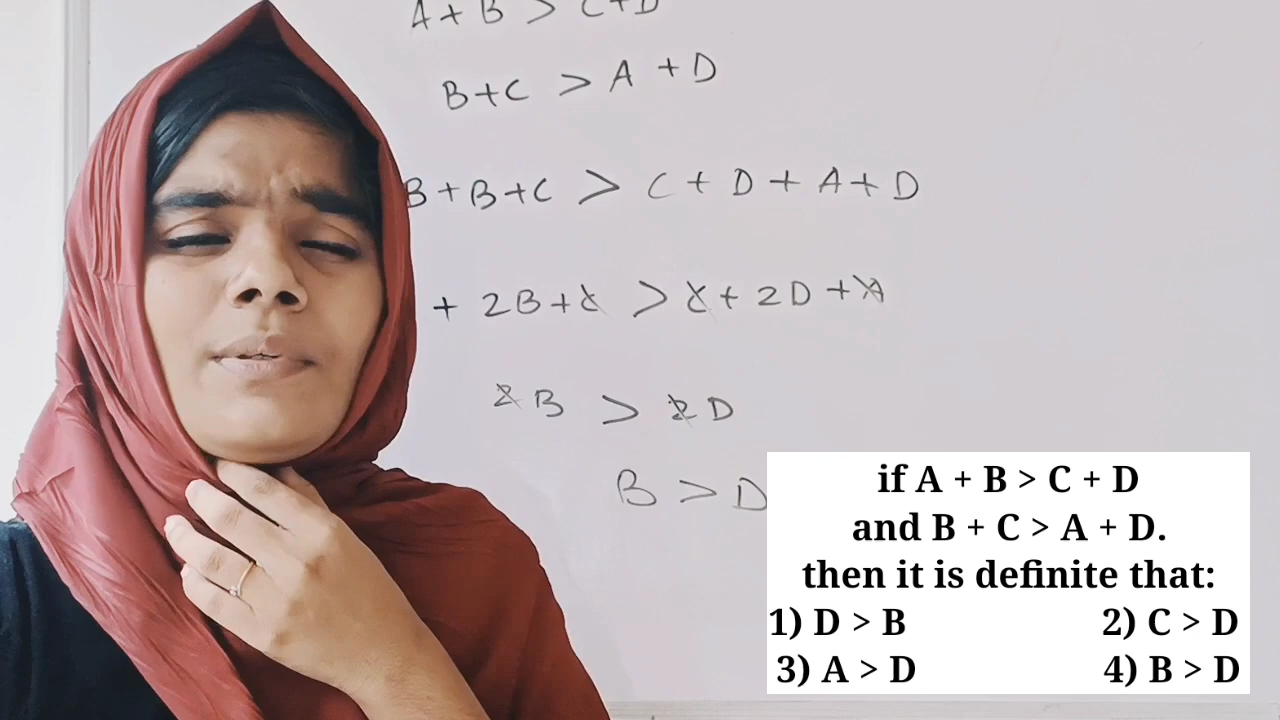 A + B > C + D
B + C > A + D
B + B + C > C + D + A + D
+ 2B + C > C + 2D + A
2B > 2D
B > D
if A + B > C + D
and B + C > A + D.
then it is definite that:
1) D > B 2) C > D
3) A > D 4) B > D